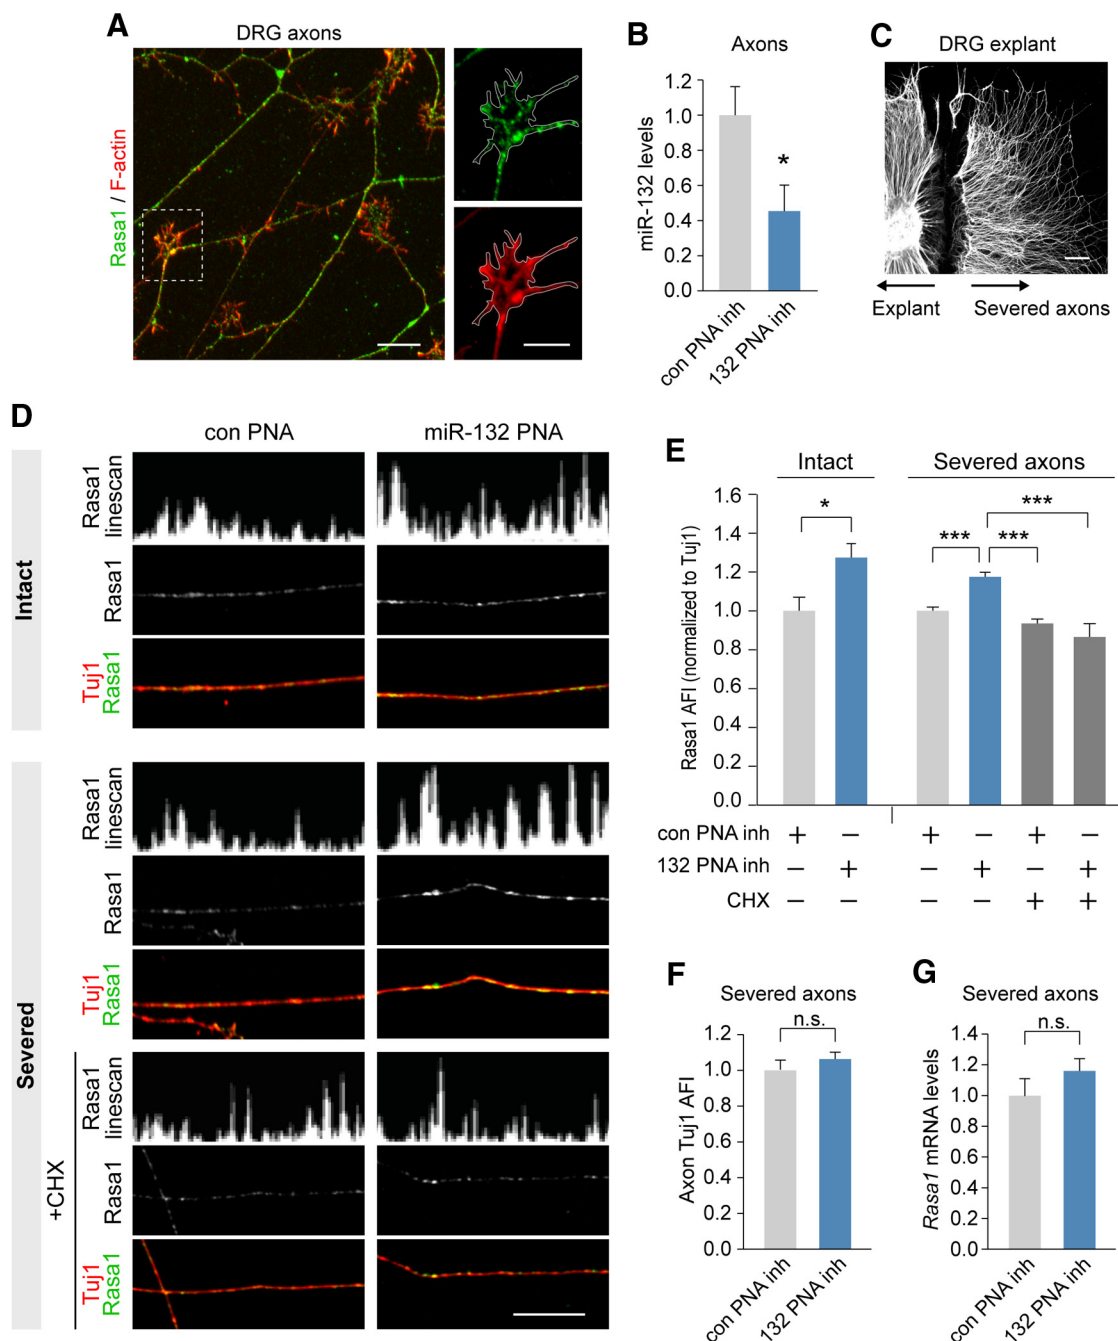 A
DRG axons
Rasa1 / F-actin
B
Axons
miR-132 levels
1.2
1.0
0.8
0.6
0.4
0.2
0.0
*
con PNA inh
132 PNA inh
C
DRG explant
Explant
Severed axons
D
con PNA
miR-132 PNA
Intact
Rasa1
linescan
Rasa1
Tuj1
Rasa1
Severed
Rasa1
linescan
Rasa1
Tuj1
Rasa1
+CHX
Rasa1
linescan
Rasa1
Tuj1
Rasa1
E
Intact
Severed axons
Rasa1 AFI (normalized to Tuj1)
1.6
1.4
1.2
1.0
0.8
0.6
0.4
0.2
0.0
*
***
***
***
con PNA inh + − + − + −
132 PNA inh − + − + − +
CHX − − − − + +
F
Severed axons
n.s.
Axon Tuj1 AFI
1.2
1.0
0.8
0.6
0.4
0.2
0.0
con PNA inh
132 PNA inh
G
Severed axons
n.s.
Rasa1 mRNA levels
1.4
1.2
1.0
0.8
0.6
0.4
0.2
0.0
con PNA inh
132 PNA inh